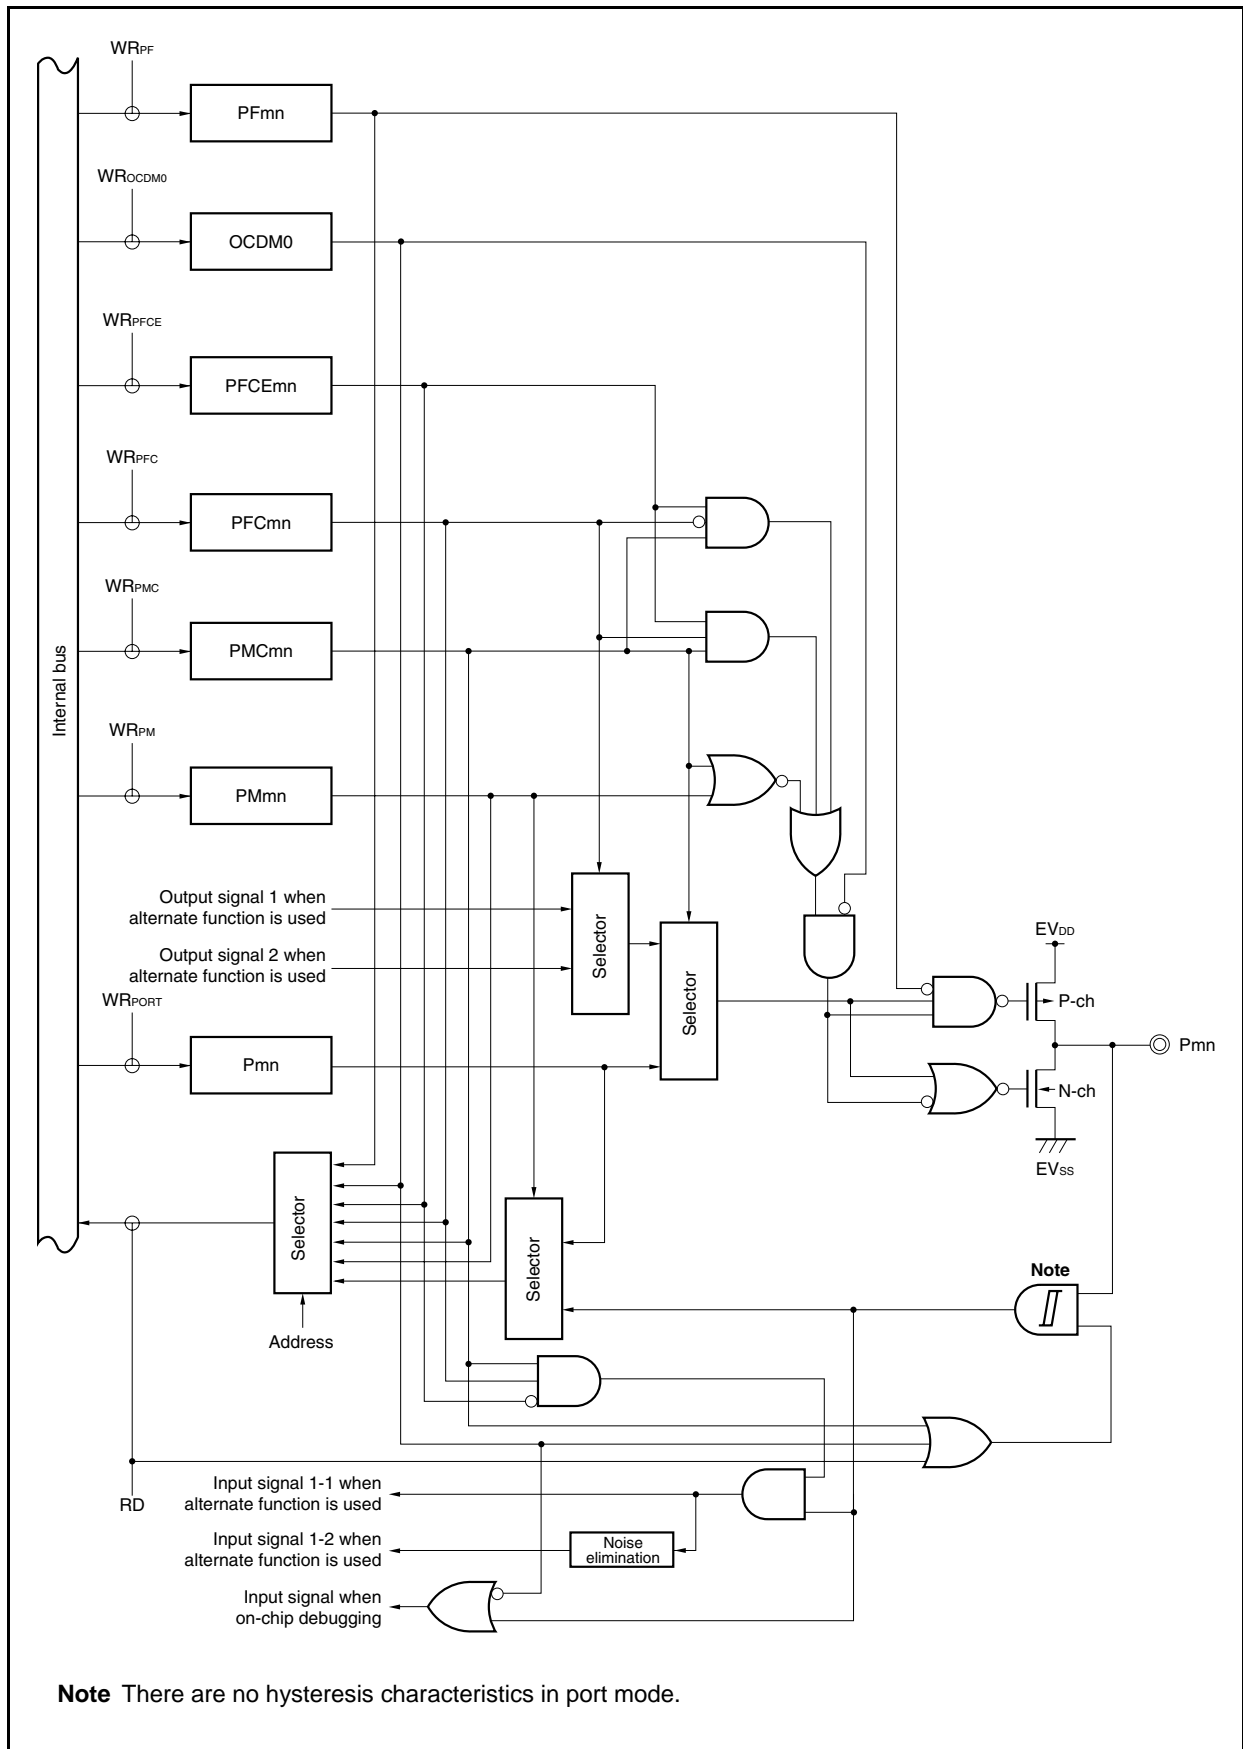 WRPF
PFmn
WROCDM0
OCDM0
WRPFCE
PFCEmn
WRPFC
PFCmn
WRPMC
PMCmn
Internal bus
WRPM
PMmn
Output signal 1 when
alternate function is used
Output signal 2 when
alternate function is used
Selector
Selector
EVDD
P-ch
WRPORT
Pmn
Pmn
N-ch
EVSS
Selector
Selector
Note
Address
RD
Input signal 1-1 when
alternate function is used
Input signal 1-2 when
alternate function is used
Noise
elimination
Input signal when
on-chip debugging
Note There are no hysteresis characteristics in port mode.